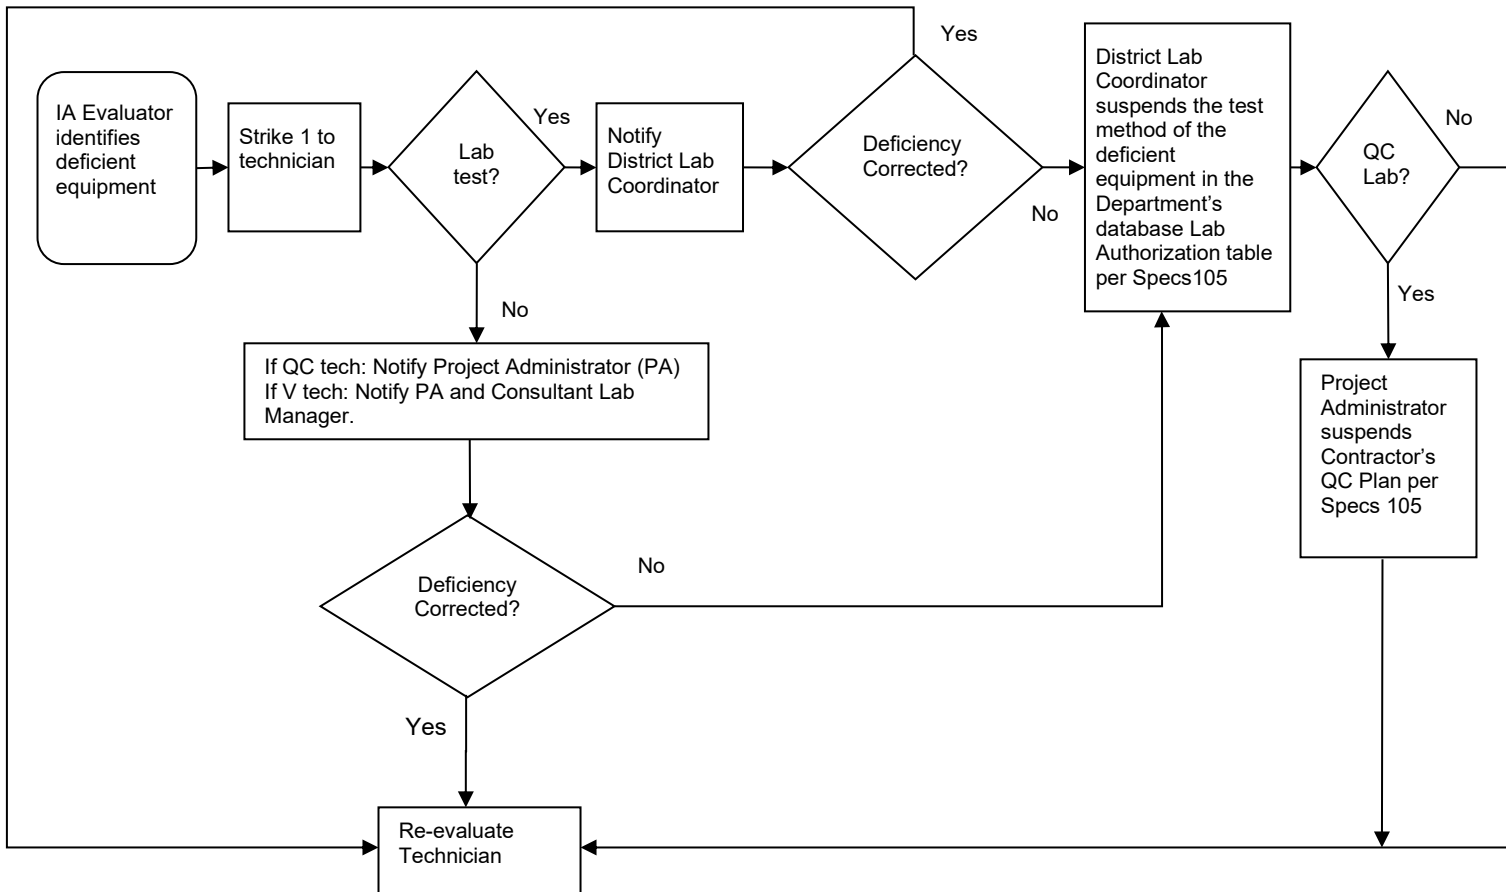 IA Evaluator
identifies
deficient
equipment
Strike 1 to
technician
Lab
test?
Yes
No
Notify
District Lab
Coordinator
Deficiency
Corrected?
Yes
No
District Lab
Coordinator
suspends the test
method of the
deficient
equipment in the
Department’s
database Lab
Authorization table
per Specs105
QC
Lab?
No
Yes
Project
Administrator
suspends
Contractor’s
QC Plan per
Specs 105
If QC tech: Notify Project Administrator (PA)
If V tech: Notify PA and Consultant Lab
Manager.
Deficiency
Corrected?
No
Yes
Re-evaluate
Technician